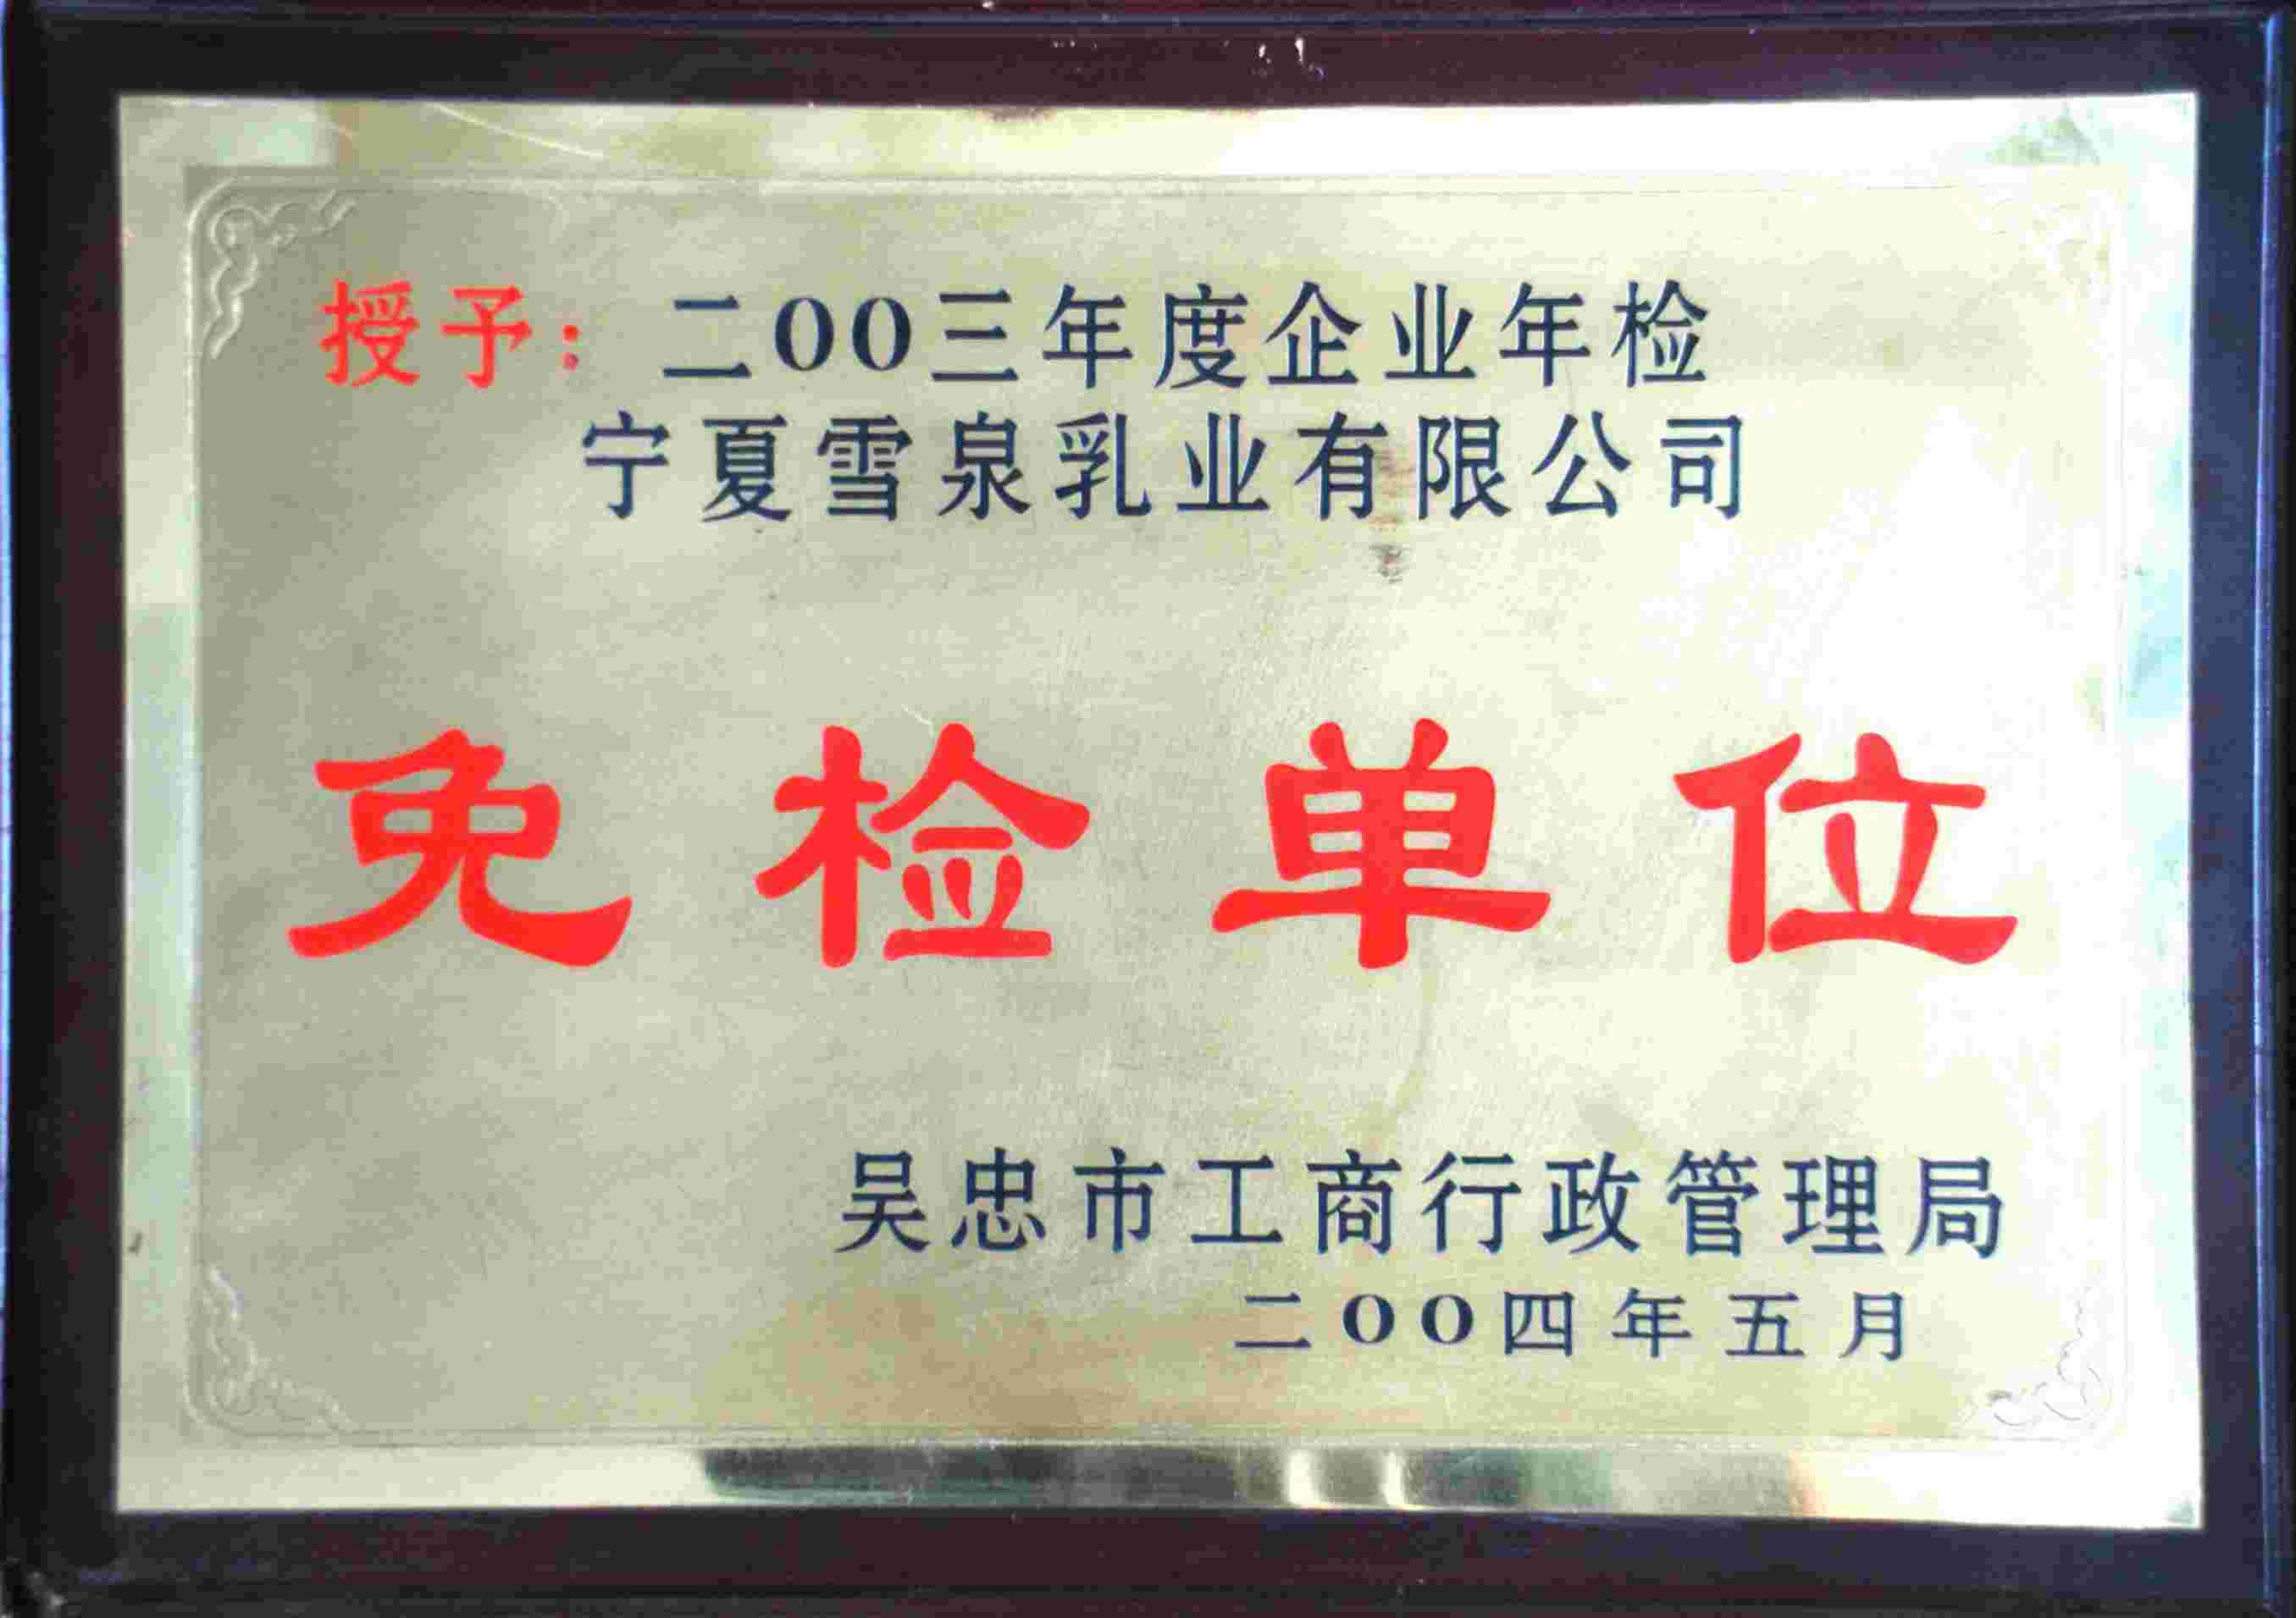 授予：二OO三年度企业年检
宁夏雪泉乳业有限公司
免检单位
吴忠市工商行政管理局
二OO四年五月